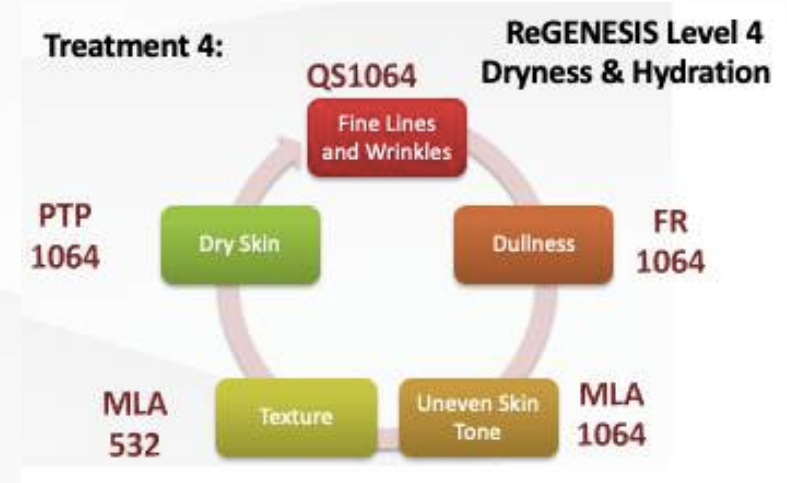 Treatment 4:
ReGENESIS Level 4
Dryness & Hydration
QS1064
Fine Lines
and Wrinkles
PTP
1064
Dry Skin
Dullness
FR
1064
MLA
532
Texture
Uneven Skin
Tone
MLA
1064